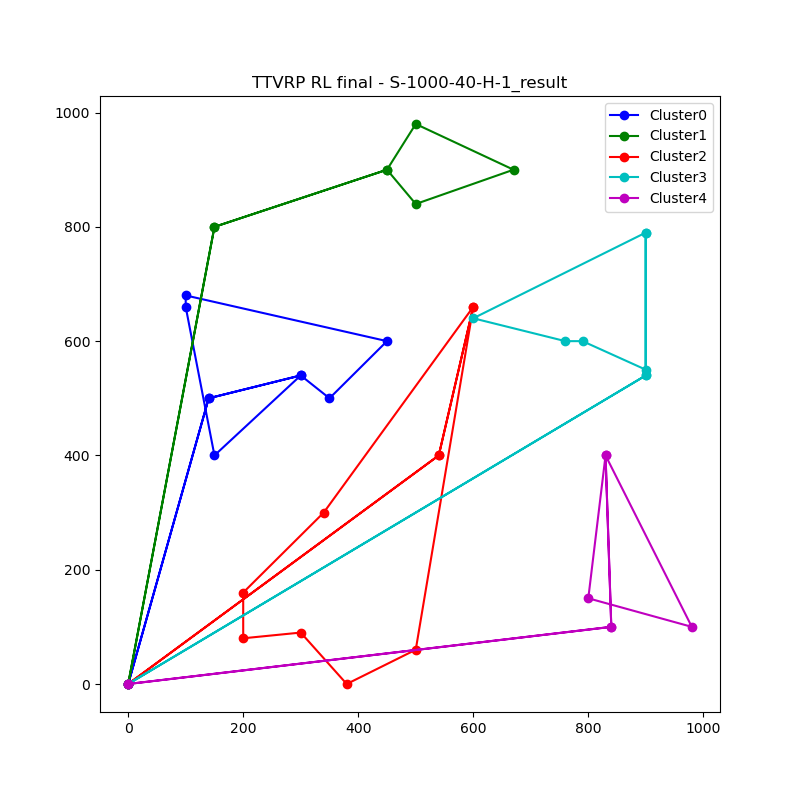 TTVRP RL final - S-1000-40-H-1_result
1000
800
600
400
200
0
0 200 400 600 800 1000
Cluster0
Cluster1
Cluster2
Cluster3
Cluster4